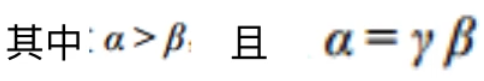 其中: α > β, 且 α = γ β